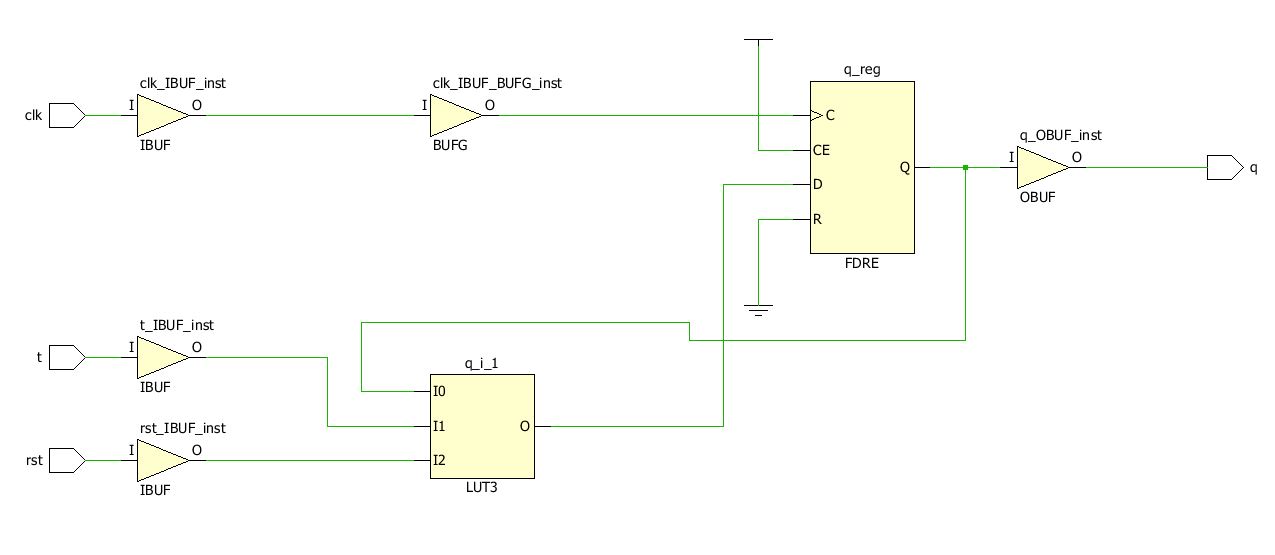 q_reg
clk_IBUF_inst
clk_IBUF_BUFG_inst
clk
I
O
I
O
C
IBUF
BUFG
q_OBUF_inst
CE
I
O
Q
q
D
OBUF
R
FDRE
t_IBUF_inst
I
O
t
q_i_1
IBUF
I0
rst_IBUF_inst
I1
O
I
O
rst
I2
IBUF
LUT3